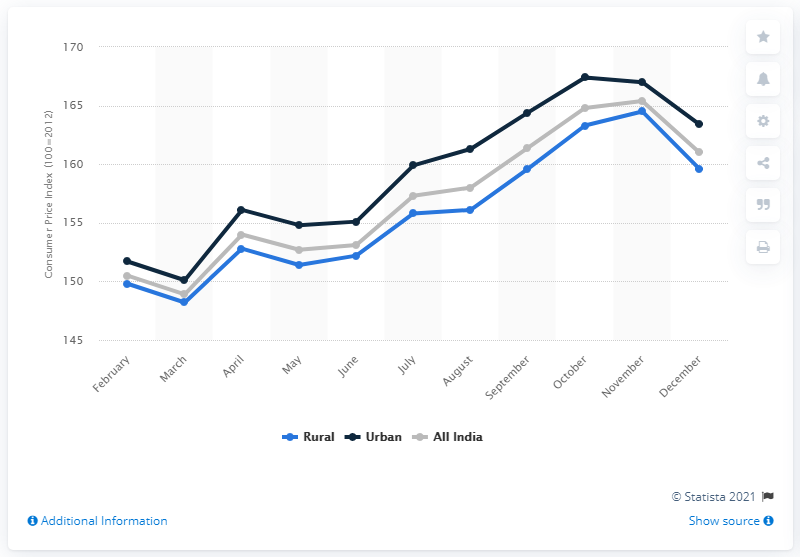 170
165
160
155
150
145
Consumer Price Index (100=2012)
February
March
April
May
June
July
August
September
October
November
December
Rural
Urban
All India
© Statista 2021
Additional Information
Show source